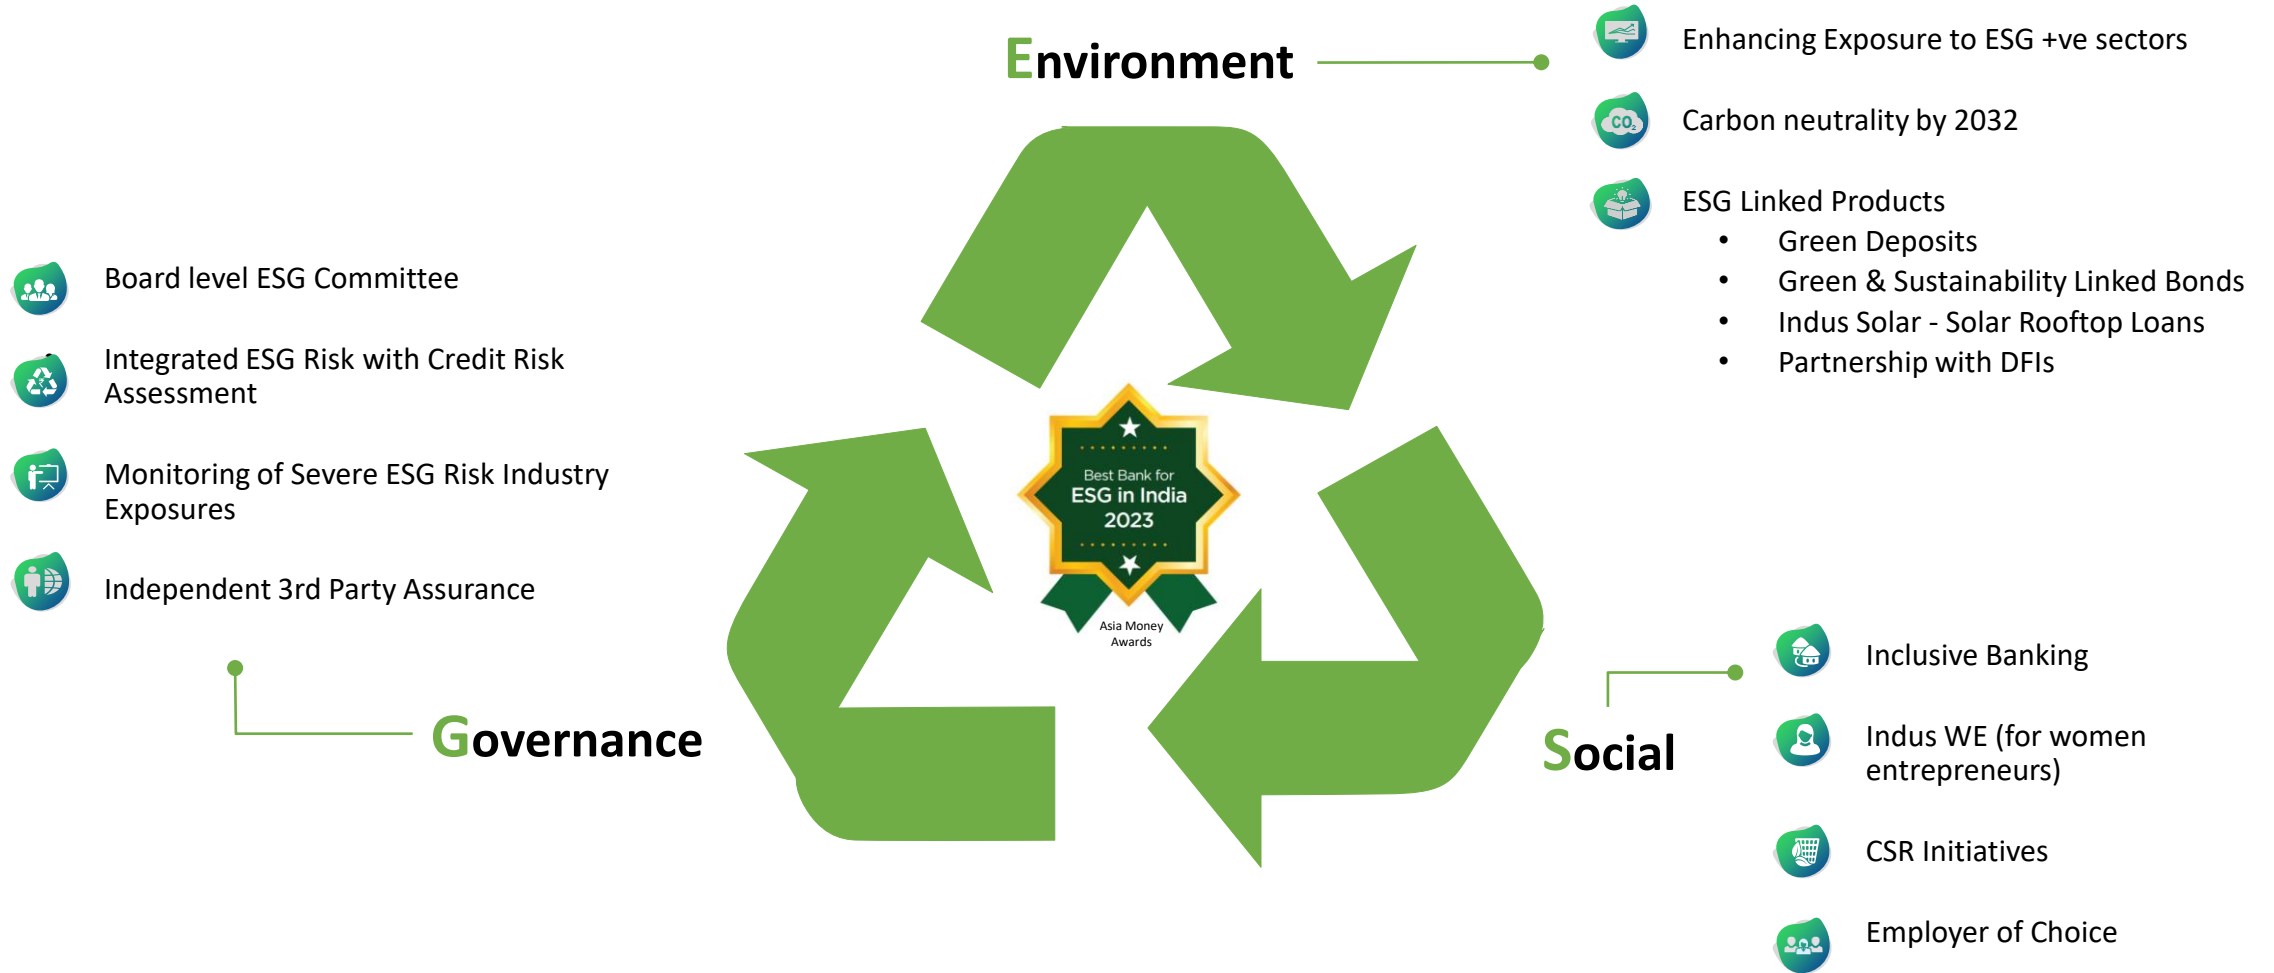 Environment
Enhancing Exposure to ESG +ve sectors
Carbon neutrality by 2032
CO2
ESG Linked Products
• Green Deposits
• Green & Sustainability Linked Bonds
• Indus Solar - Solar Rooftop Loans
• Partnership with DFIs
Board level ESG Committee
Integrated ESG Risk with Credit Risk
Assessment
Monitoring of Severe ESG Risk Industry
Exposures
Independent 3rd Party Assurance
Governance
Best Bank for
ESG in India
2023
Asia Money
Awards
Social
Inclusive Banking
Indus WE (for women
entrepreneurs)
CSR Initiatives
Employer of Choice